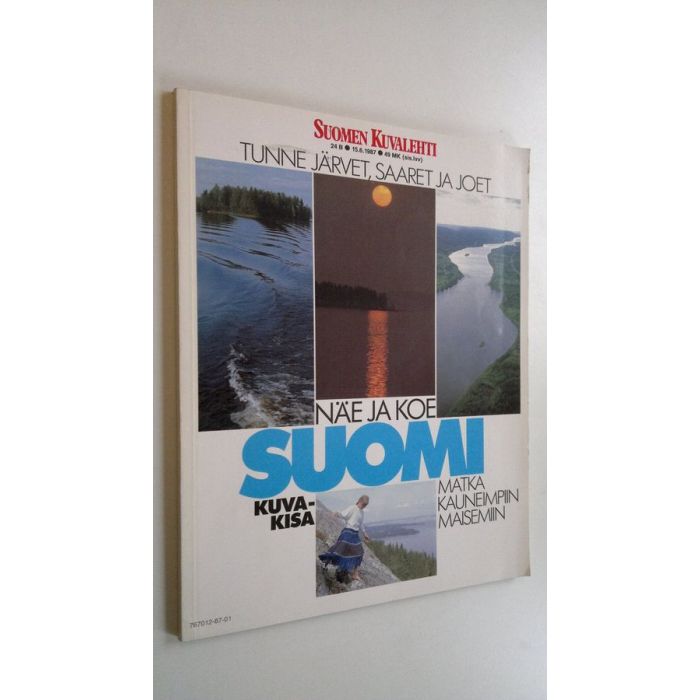 SUOMEN KUVALEHTI
24 B ● 15.6.1987 ● 49 MK (sis.lvv)
TUNNE JÄRVET, SAARET JA JOET
NÄE JA KOE
SUOMI
KUVA-
KISA
MATKA
KAUNEIMPIIN
MAISEMIIN
767012-87-01